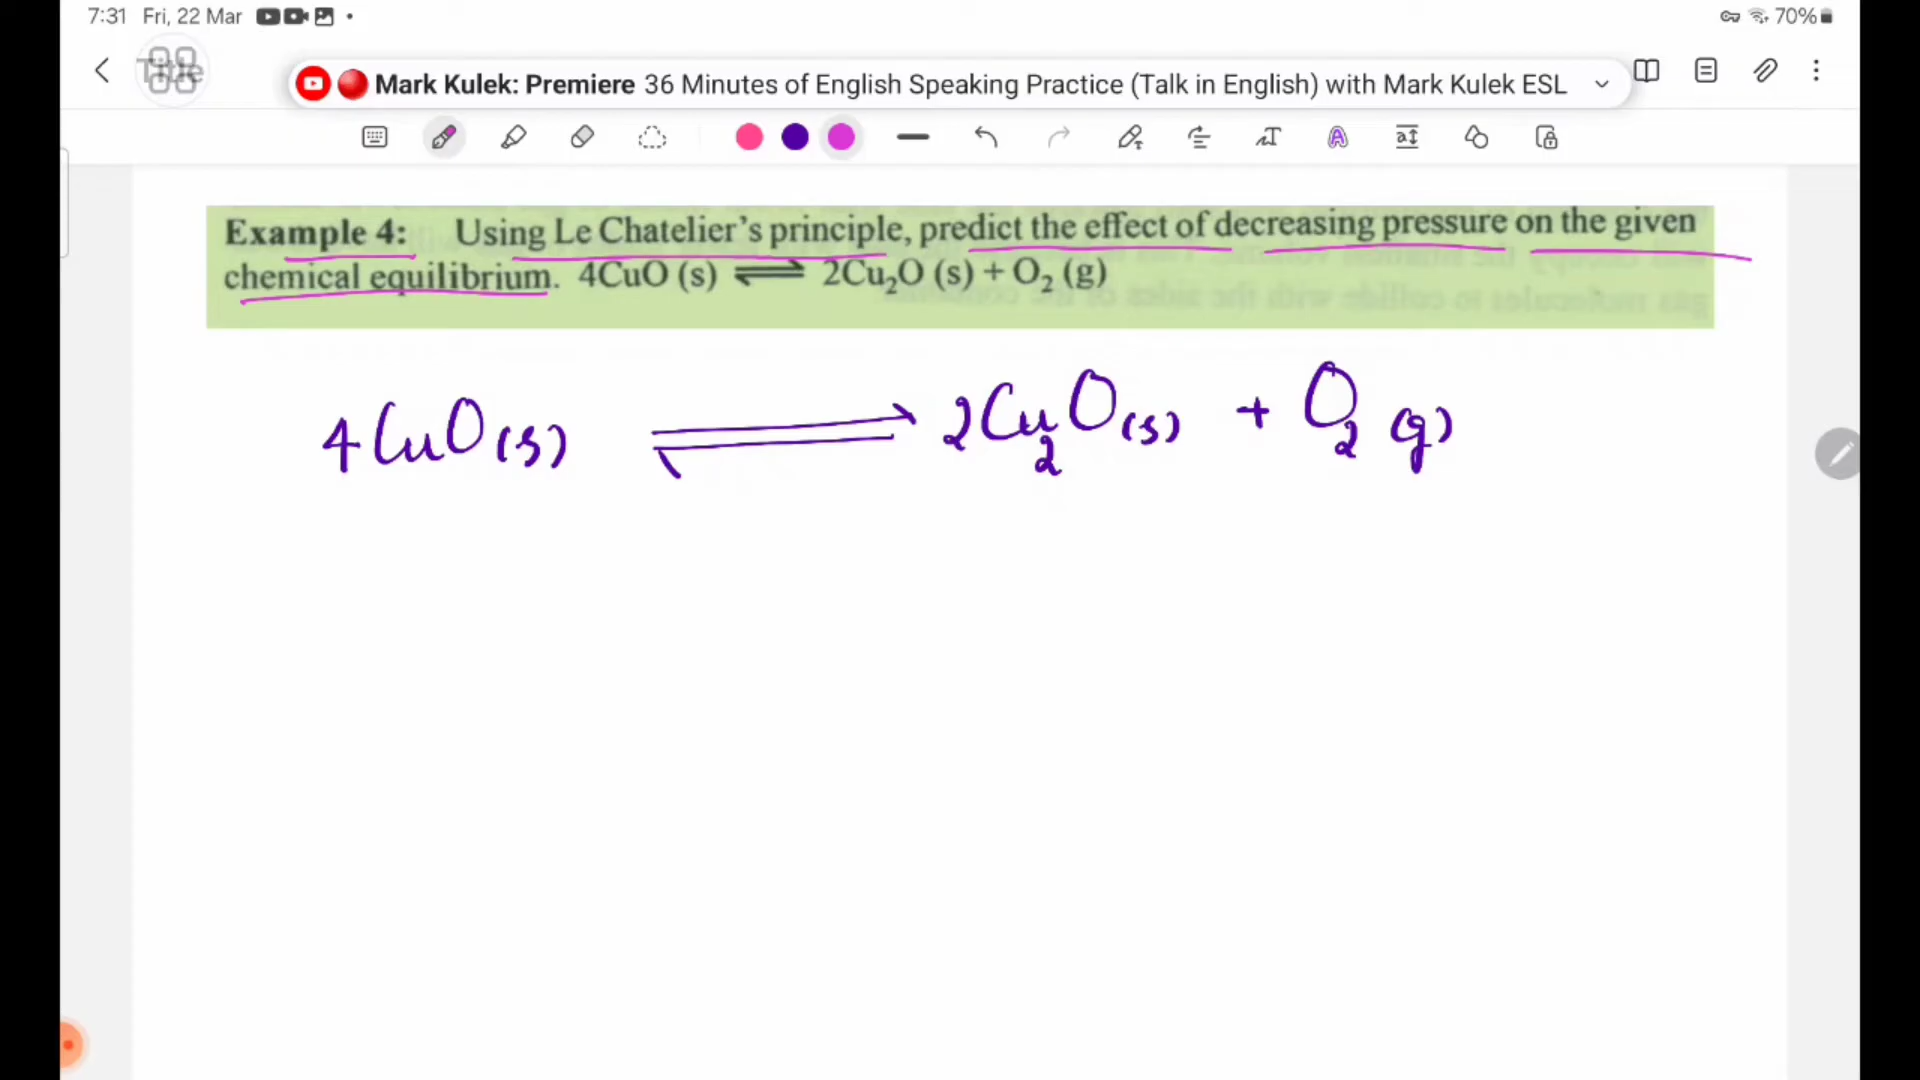 7:31 Fri, 22 Mar
70%
Title
Mark Kulek: Premiere 36 Minutes of English Speaking Practice (Talk in English) with Mark Kulek ESL
Example 4: Using Le Chatelier's principle, predict the effect of decreasing pressure on the given
chemical equilibrium. 4CuO (s) ⇌ 2Cu₂O (s) + O₂ (g)
4CuO(s) ⇌ 2Cu₂O(s) + O₂(g)